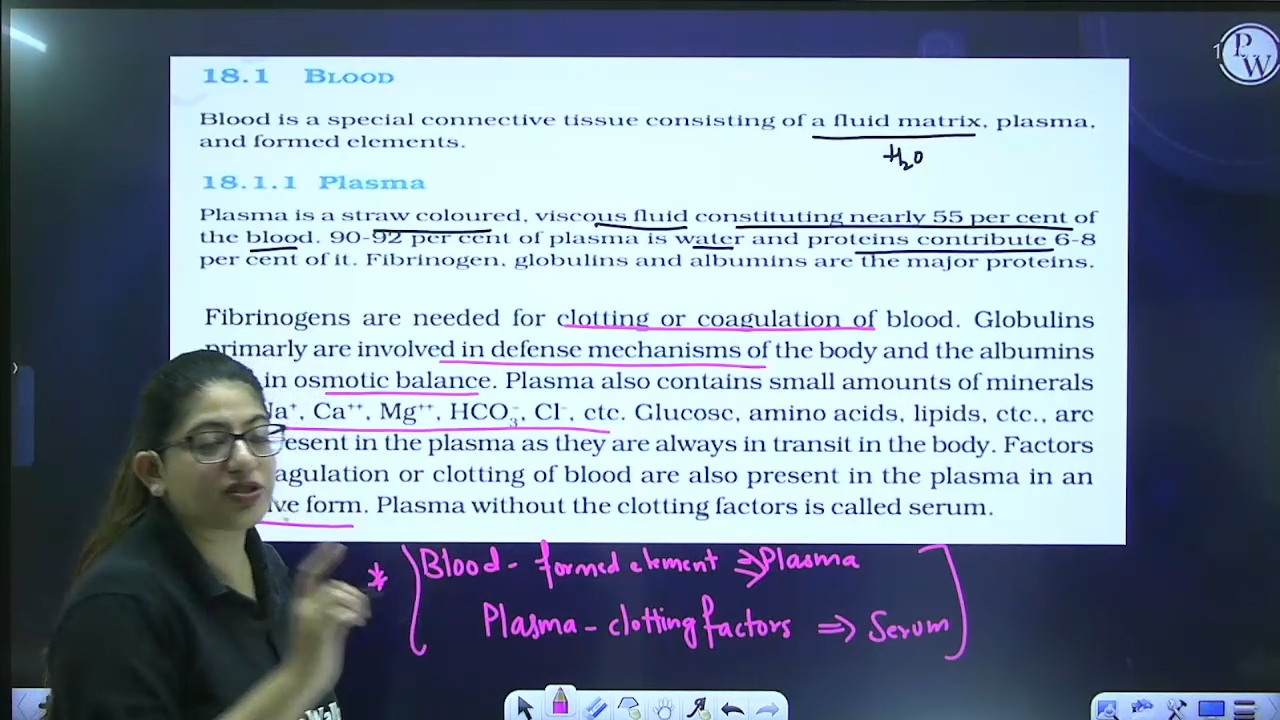 18.1 BLOOD
Blood is a special connective tissue consisting of a fluid matrix, plasma,
and formed elements.
H₂O
18.1.1 Plasma
Plasma is a straw coloured, viscous fluid constituting nearly 55 per cent of
the blood. 90-92 per cent of plasma is water and proteins contribute 6-8
per cent of it. Fibrinogen, globulins and albumins are the major proteins.
Fibrinogens are needed for clotting or coagulation of blood. Globulins
primarly are involved in defense mechanisms of the body and the albumins
in osmotic balance. Plasma also contains small amounts of minerals
Na⁺, Ca⁺⁺, Mg⁺⁺, HCO₃⁻, Cl⁻, etc. Glucose, amino acids, lipids, etc., are
esent in the plasma as they are always in transit in the body. Factors
agulation or clotting of blood are also present in the plasma in an
ive form. Plasma without the clotting factors is called serum.
* (Blood - formed element ⇒ Plasma
Plasma - clotting factors ⇒ Serum)
PW